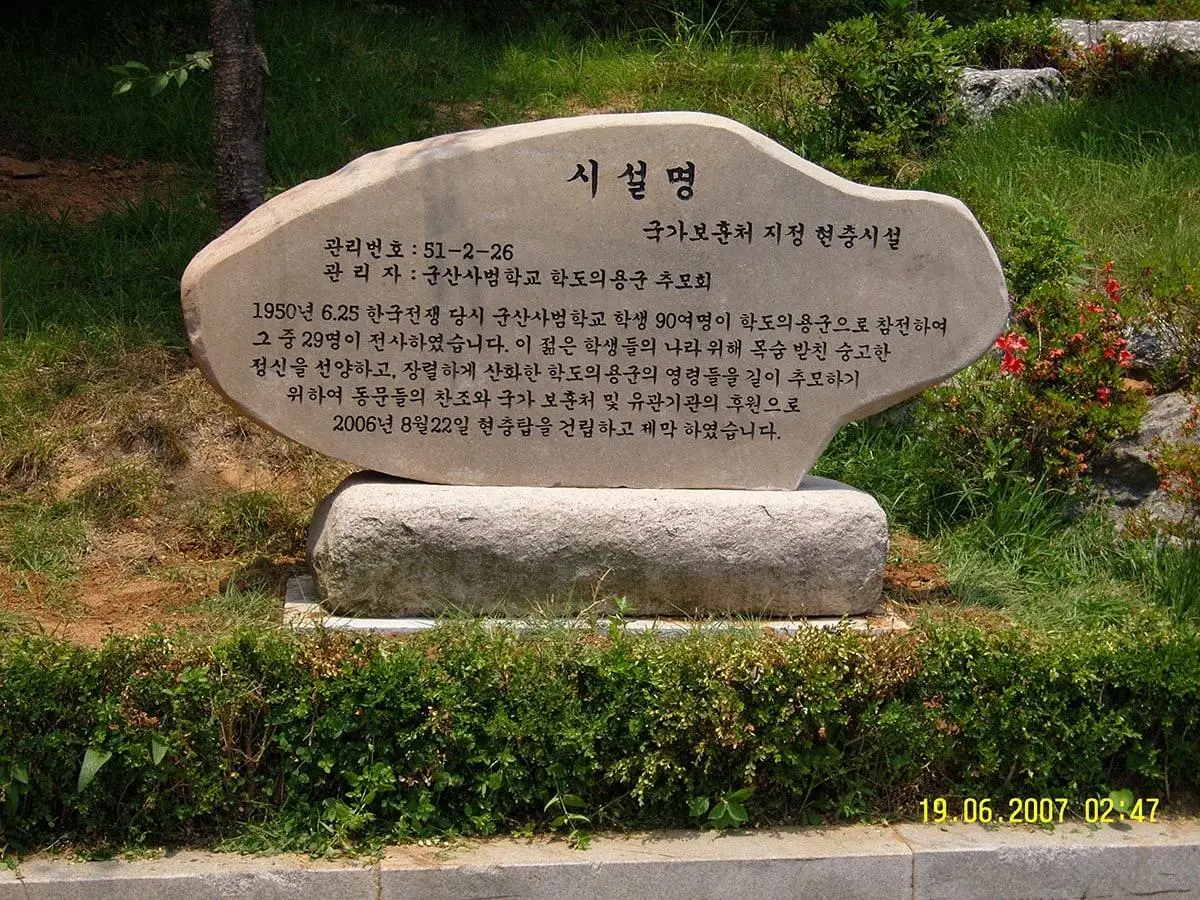 시설명
국가보훈처 지정 현충시설
관리번호 : 51-2-26
관 리 자 : 군산사범학교 학도의용군 추모회
1950년 6.25 한국전쟁 당시 군산사범학교 학생 90여명이 학도의용군으로 참전하여
그 중 29명이 전사하였습니다. 이 젊은 학생들의 나라 위해 목숨 받친 숭고한
정신을 선양하고, 장렬하게 산화한 학도의용군의 영령들을 길이 추모하기
위하여 동문들의 찬조와 국가 보훈처 및 유관기관의 후원으로
2006년 8월22일 현충탑을 건립하고 제막 하였습니다.
19.06.2007 02:47